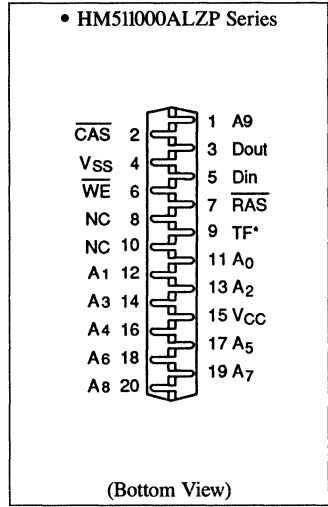 • HM511000ALZP Series
1 A9
CAS 2
3 Dout
VSS 4
5 Din
WE 6
7 RAS
NC 8
9 TF*
NC 10
11 A0
A1 12
13 A2
A3 14
15 VCC
A4 16
17 A5
A6 18
19 A7
A8 20
(Bottom View)